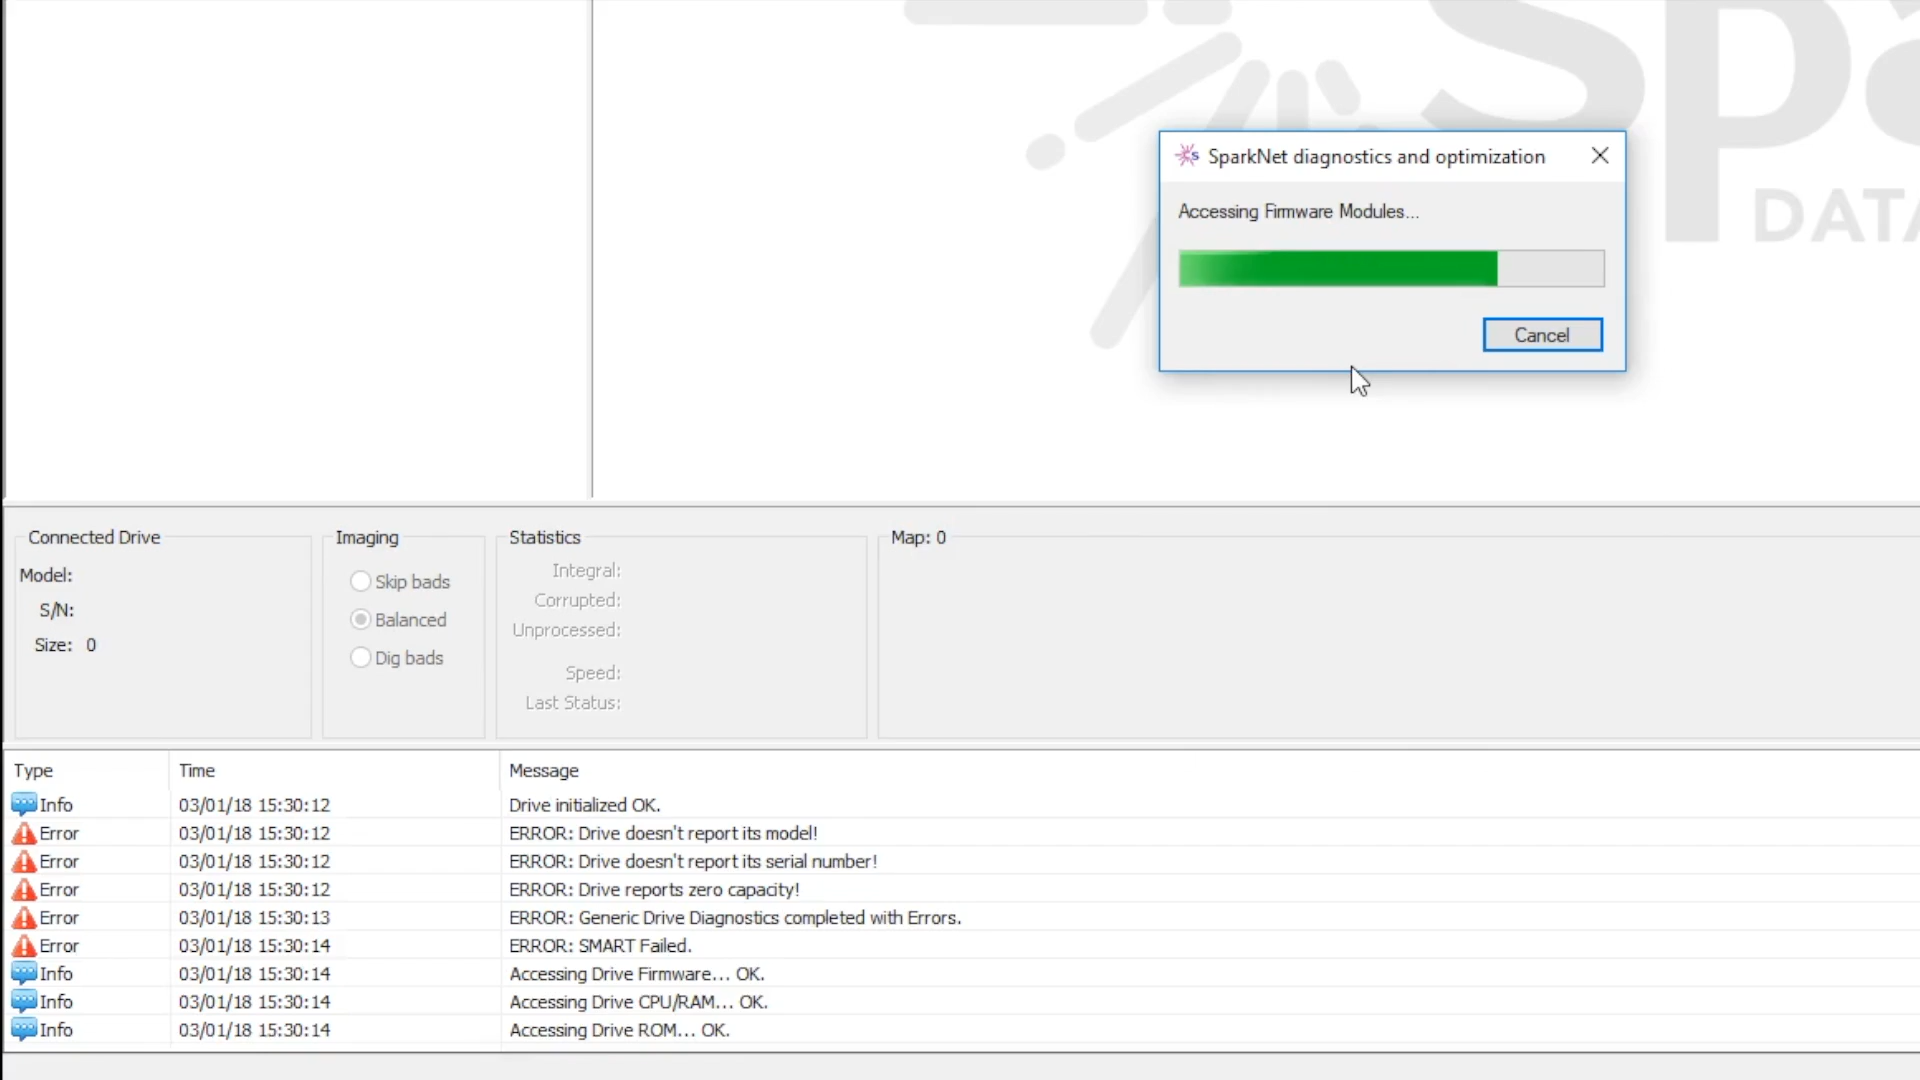 Spa
DATA
SparkNet diagnostics and optimization
Accessing Firmware Modules...
Cancel
Connected Drive
Model:
S/N:
Size: 0
Imaging
Skip bads
Balanced
Dig bads
Statistics
Integral:
Corrupted:
Unprocessed:
Speed:
Last Status:
Map: 0
Type Time Message
Info 03/01/18 15:30:12 Drive initialized OK.
Error 03/01/18 15:30:12 ERROR: Drive doesn't report its model!
Error 03/01/18 15:30:12 ERROR: Drive doesn't report its serial number!
Error 03/01/18 15:30:12 ERROR: Drive reports zero capacity!
Error 03/01/18 15:30:13 ERROR: Generic Drive Diagnostics completed with Errors.
Error 03/01/18 15:30:14 ERROR: SMART Failed.
Info 03/01/18 15:30:14 Accessing Drive Firmware... OK.
Info 03/01/18 15:30:14 Accessing Drive CPU/RAM... OK.
Info 03/01/18 15:30:14 Accessing Drive ROM... OK.